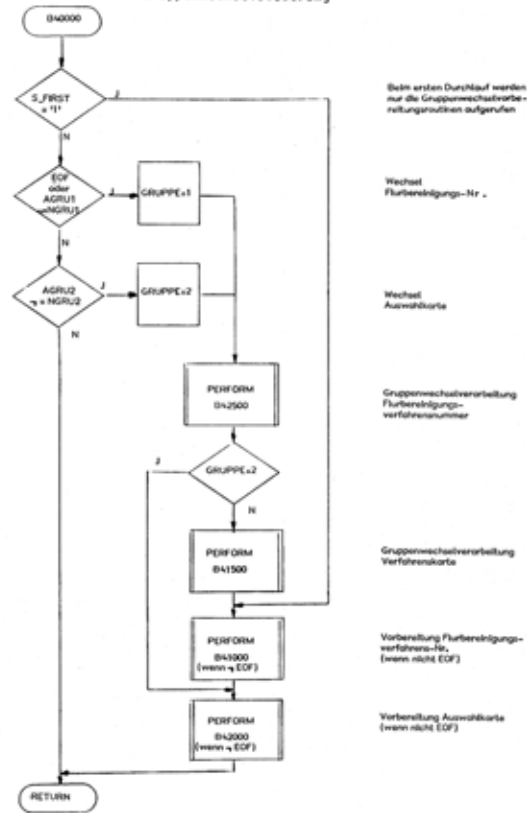 B40000
S_FIRST
= '1'
J
Beim ersten Durchlauf werden
nur die Gruppenwechselvorbe-
reitungsroutinen aufgerufen
N
EOF
oder
AGRU1
¬=NGRU1
J
GRUPPE=1
Wechsel
Flurbereinigungs-Nr.
N
AGRU2
¬ = NGRU2
J
GRUPPE=2
Wechsel
Auswahlkarte
N
PERFORM
B42500
Gruppenwechselverarbeitung
Flurbereinigungs-
verfahrensnummer
GRUPPE=2
J
N
PERFORM
B41500
Gruppenwechselverarbeitung
Verfahrenskarte
PERFORM
B41000
(wenn ¬ EOF)
Vorbereitung Flurbereinigungs-
verfahrens-Nr.
(wenn nicht EOF)
PERFORM
B42000
(wenn ¬ EOF)
Vorbereitung Auswahlkarte
(wenn nicht EOF)
RETURN